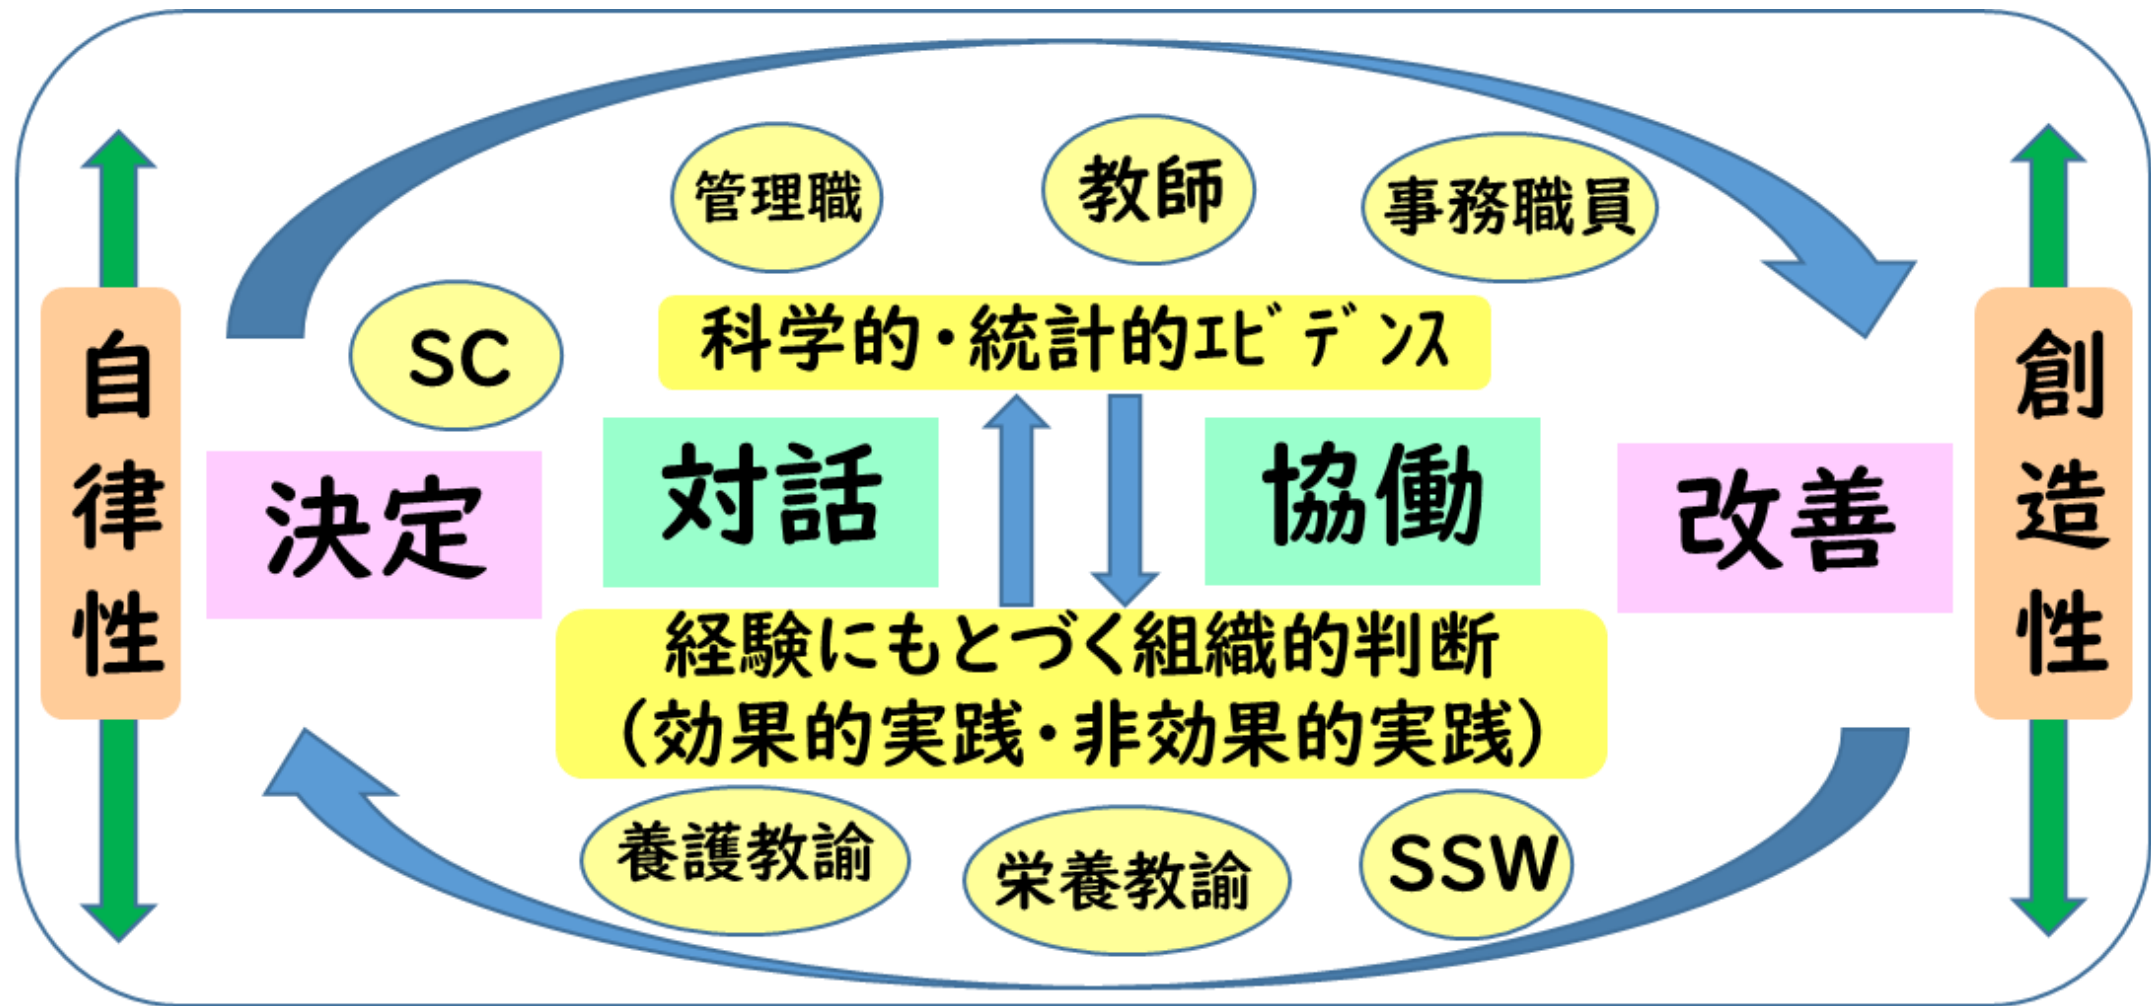 管理職
教師
事務職員
SC
科学的・統計的ｴﾋﾞﾃﾞﾝｽ
自律性
決定
対話
協働
改善
創造性
経験にもとづく組織的判断
（効果的実践・非効果的実践）
養護教諭
栄養教諭
SSW